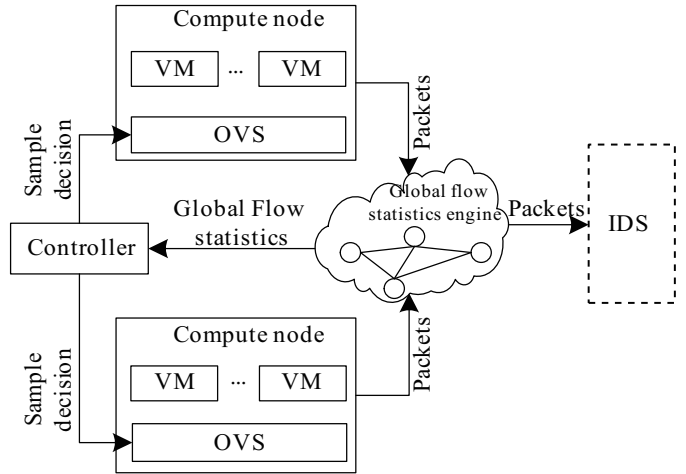 Compute node
VM ... VM
OVS
Sample
decision
Packets
Global flow
statistics engine
Packets
IDS
Global Flow
statistics
Controller
Compute node
VM ... VM
OVS
Sample
decision
Packets